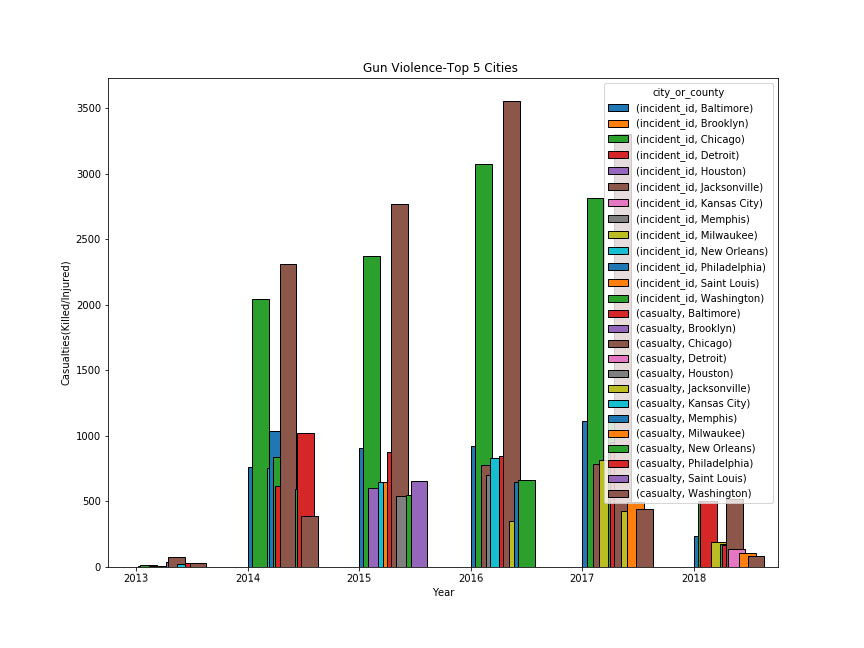 Gun Violence-Top 5 Cities
city_or_county
(incident_id, Baltimore)
(incident_id, Brooklyn)
(incident_id, Chicago)
(incident_id, Detroit)
(incident_id, Houston)
(incident_id, Jacksonville)
(incident_id, Kansas City)
(incident_id, Memphis)
(incident_id, Milwaukee)
(incident_id, New Orleans)
(incident_id, Philadelphia)
(incident_id, Saint Louis)
(incident_id, Washington)
(casualty, Baltimore)
(casualty, Brooklyn)
(casualty, Chicago)
(casualty, Detroit)
(casualty, Houston)
(casualty, Jacksonville)
(casualty, Kansas City)
(casualty, Memphis)
(casualty, Milwaukee)
(casualty, New Orleans)
(casualty, Philadelphia)
(casualty, Saint Louis)
(casualty, Washington)
Casualties(Killed/Injured)
3500
3000
2500
2000
1500
1000
500
0
2013 2014 2015 2016 2017 2018
Year